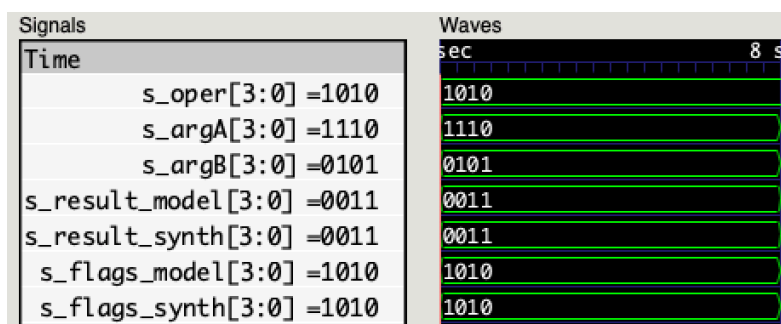 Signals Waves
Time sec 8 s
s_oper[3:0] =1010 1010
s_argA[3:0] =1110 1110
s_argB[3:0] =0101 0101
s_result_model[3:0] =0011 0011
s_result_synth[3:0] =0011 0011
s_flags_model[3:0] =1010 1010
s_flags_synth[3:0] =1010 1010